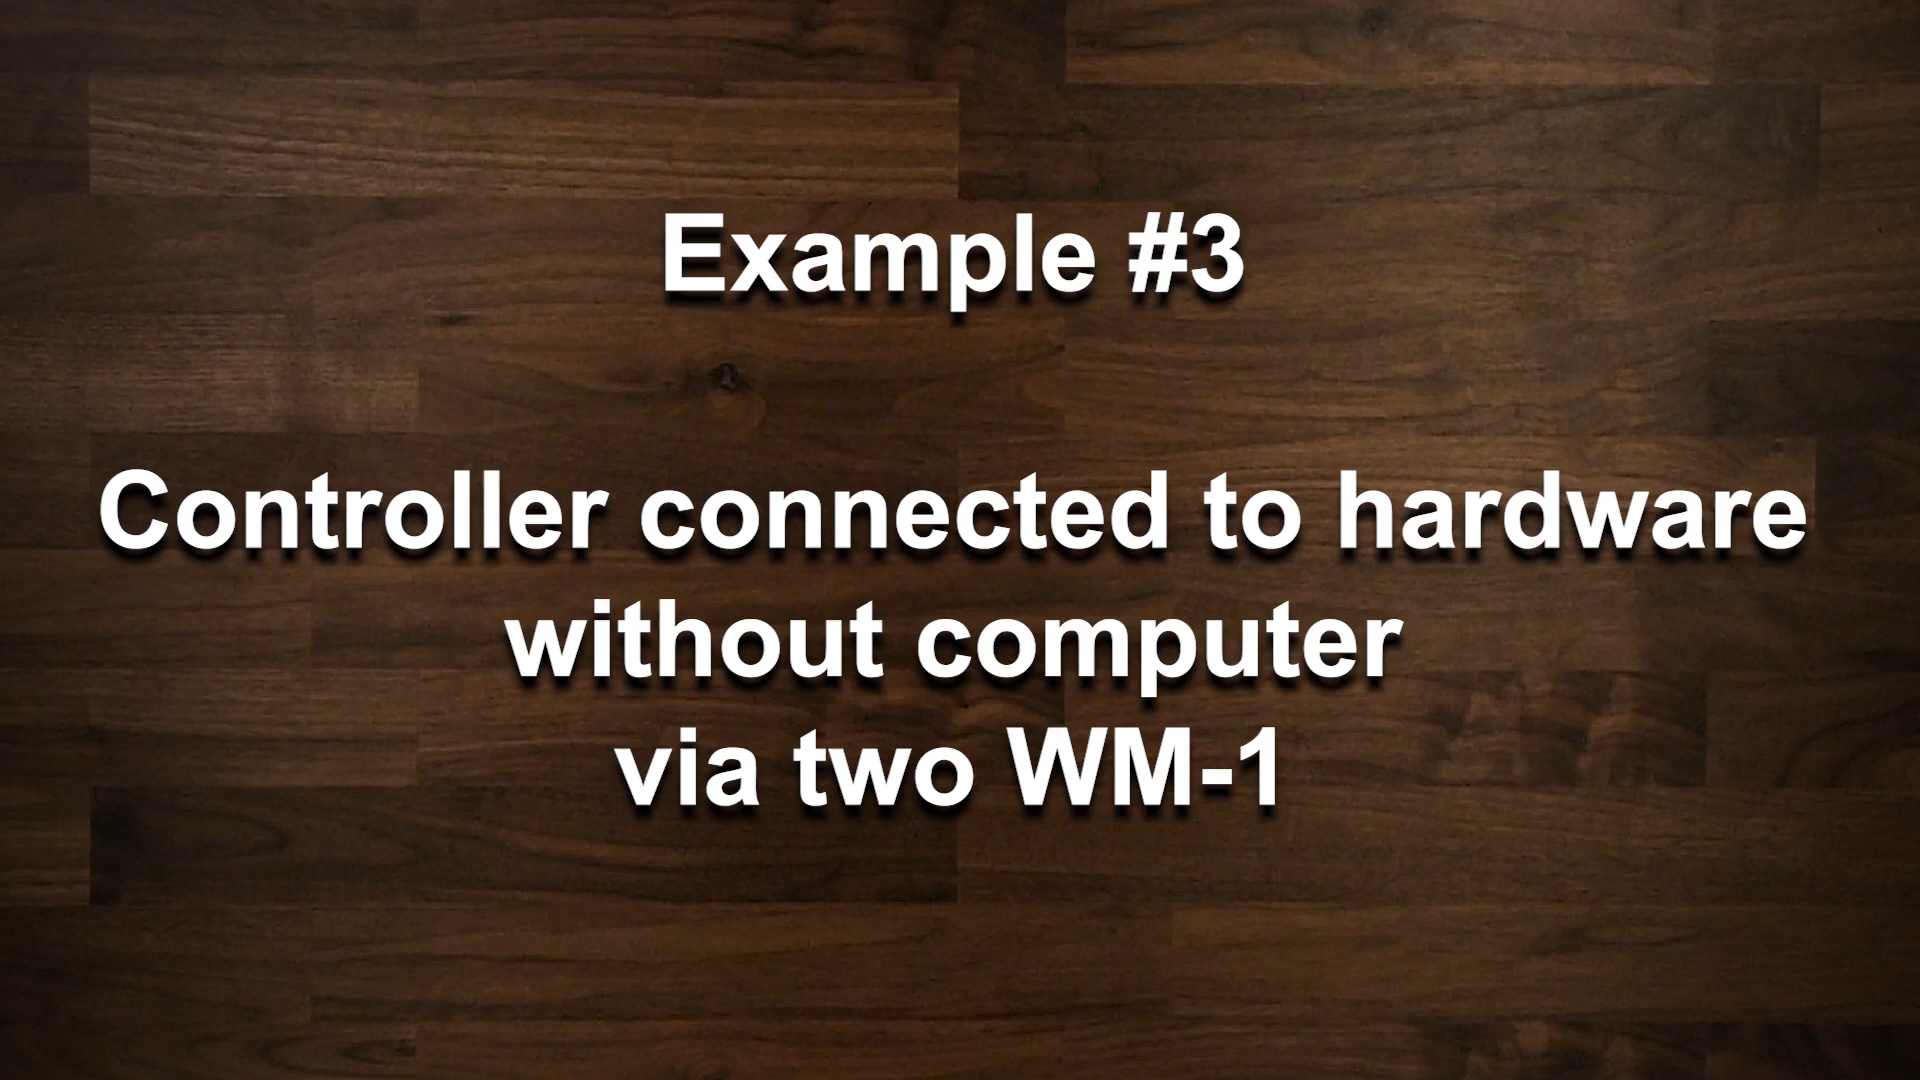 Example #3
Controller connected to hardware
without computer
via two WM-1